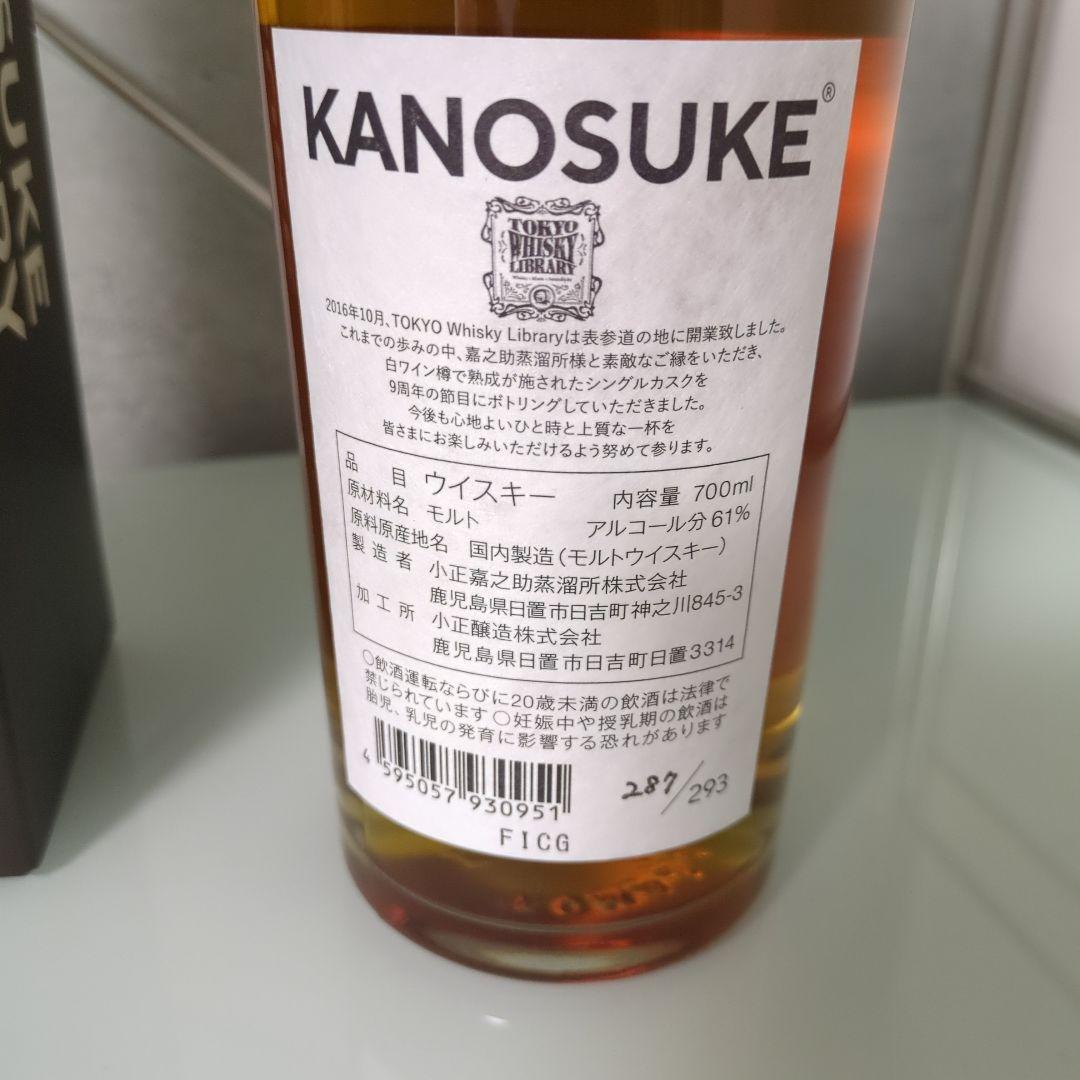 SUKE
KANOSUKE®
TOKYO
WHISKY
LIBRARY
2016年10月、TOKYO Whisky Libraryは表参道の地に開業致しました。
これまでの歩みの中、嘉之助蒸溜所様と素敵なご縁をいただき、
白ワイン樽で熟成が施されたシングルカスクを
9周年の節目にボトリングしていただきました。
今後も心地よいひと時と上質な一杯を
皆さまにお楽しみいただけるよう努めて参ります。
品目 ウイスキー 内容量 700ml
原材料名 モルト アルコール分 61%
原料原産地名 国内製造（モルトウイスキー）
製造者 小正嘉之助蒸溜所株式会社
鹿児島県日置市日吉町神之川845-3
加工所 小正醸造株式会社
鹿児島県日置市日吉町日置3314
○飲酒運転ならびに20歳未満の飲酒は法律で
禁じられています○妊娠中や授乳期の飲酒は
胎児、乳児の発育に影響する恐れがあります
4 595057 930951
287/293
FICG